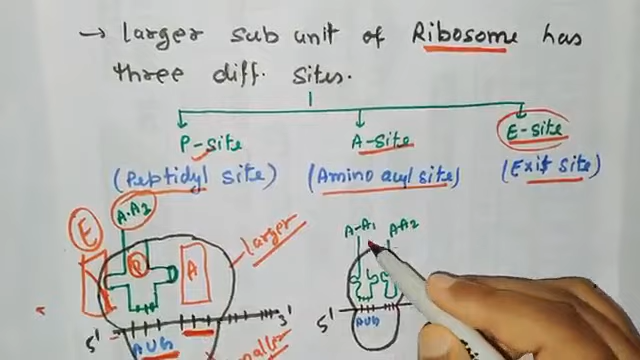 → Larger sub unit of Ribosome has
three diff. sites.
P-site A-site E-site
(Peptidyl site) (Amino acyl site) (Exit site)
A.A2
E
P
A
larger
A-A1 A.A2
5' 3' 5'
AUG AUG